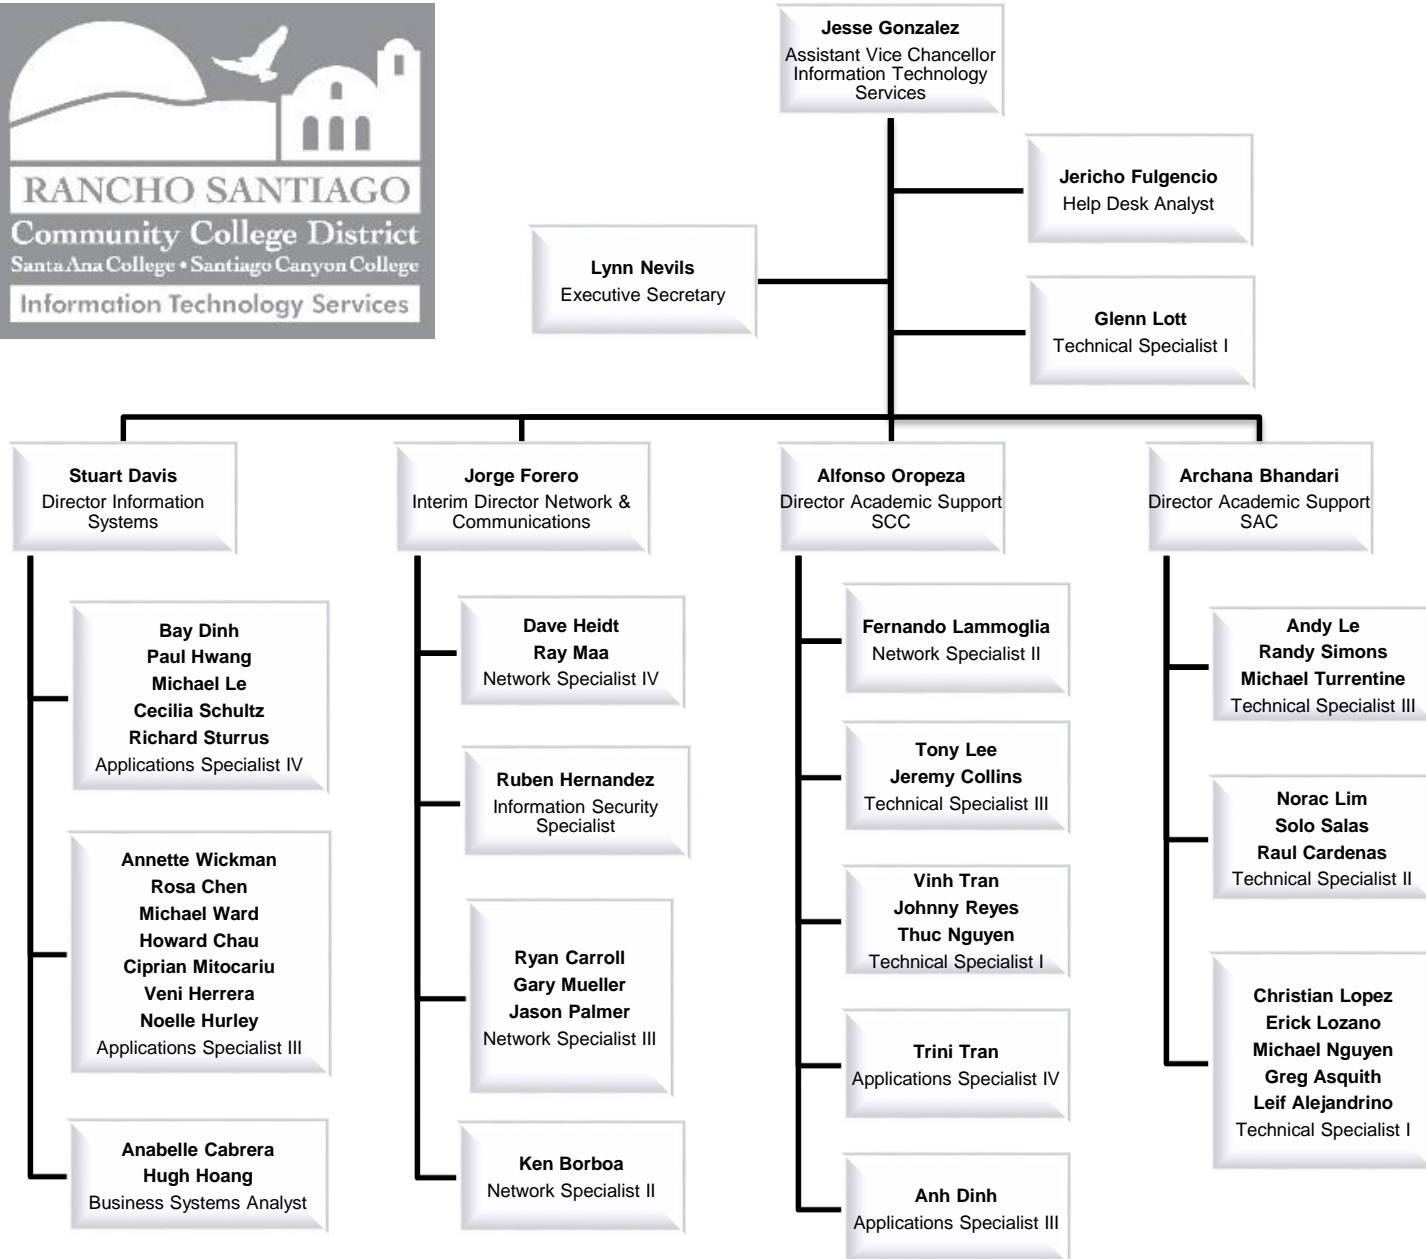 RANCHO SANTIAGO
Community College District
Santa Ana College • Santiago Canyon College
Information Technology Services
Jesse Gonzalez
Assistant Vice Chancellor
Information Technology
Services
Jericho Fulgencio
Help Desk Analyst
Lynn Nevils
Executive Secretary
Glenn Lott
Technical Specialist I
Stuart Davis
Director Information
Systems
Bay Dinh
Paul Hwang
Michael Le
Cecilia Schultz
Richard Sturrus
Applications Specialist IV
Annette Wickman
Rosa Chen
Michael Ward
Howard Chau
Ciprian Mitocariu
Veni Herrera
Noelle Hurley
Applications Specialist III
Anabelle Cabrera
Hugh Hoang
Business Systems Analyst
Jorge Forero
Interim Director Network &
Communications
Dave Heidt
Ray Maa
Network Specialist IV
Ruben Hernandez
Information Security
Specialist
Ryan Carroll
Gary Mueller
Jason Palmer
Network Specialist III
Ken Borboa
Network Specialist II
Alfonso Oropeza
Director Academic Support
SCC
Fernando Lammoglia
Network Specialist II
Tony Lee
Jeremy Collins
Technical Specialist III
Vinh Tran
Johnny Reyes
Thuc Nguyen
Technical Specialist I
Trini Tran
Applications Specialist IV
Anh Dinh
Applications Specialist III
Archana Bhandari
Director Academic Support
SAC
Andy Le
Randy Simons
Michael Turrentine
Technical Specialist III
Norac Lim
Solo Salas
Raul Cardenas
Technical Specialist II
Christian Lopez
Erick Lozano
Michael Nguyen
Greg Asquith
Leif Alejandrino
Technical Specialist I